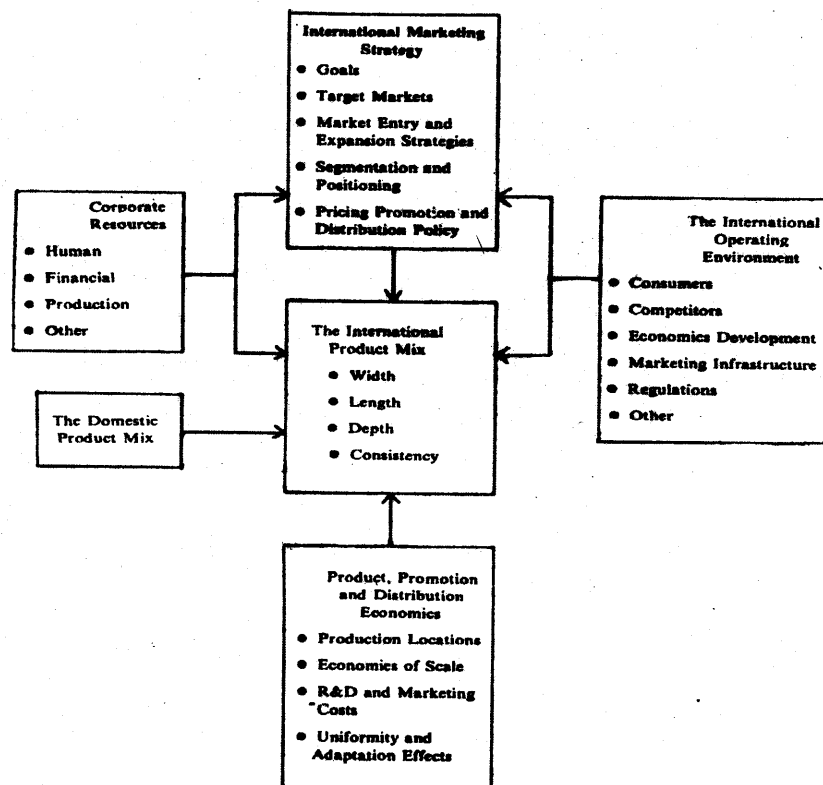 International Marketing
Strategy
• Goals
• Target Markets
• Market Entry and
Expansion Strategies
• Segmentation and
Positioning
• Pricing Promotion and
Distribution Policy
Corporate
Resources
• Human
• Financial
• Production
• Other
The International
Operating
Environment
• Consumers
• Competitors
• Economics Development
• Marketing Infrastructure
• Regulations
• Other
The International
Product Mix
• Width
• Length
• Depth
• Consistency
The Domestic
Product Mix
Product, Promotion
and Distribution
Economics
• Production Locations
• Economies of Scale
• R&D and Marketing
Costs
• Uniformity and
Adaptation Effects